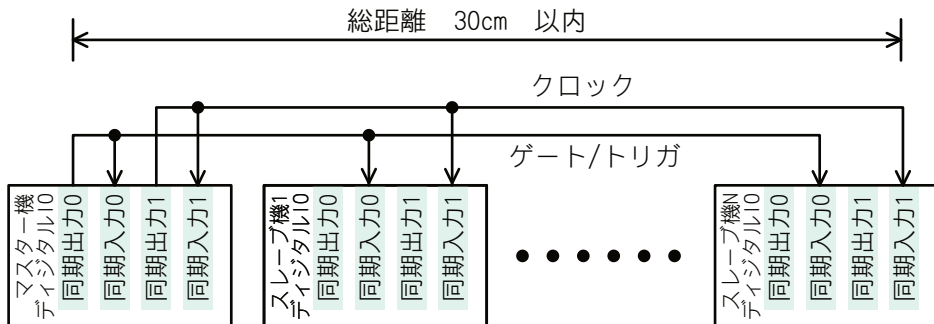 総距離 30cm 以内
クロック
ゲート/トリガ
マスター機
ディジタルIO
同期出力0
同期入力0
同期出力1
同期入力1
スレーブ機1
ディジタルIO
同期出力0
同期入力0
同期出力1
同期入力1
スレーブ機N
ディジタルIO
同期出力0
同期入力0
同期出力1
同期入力1